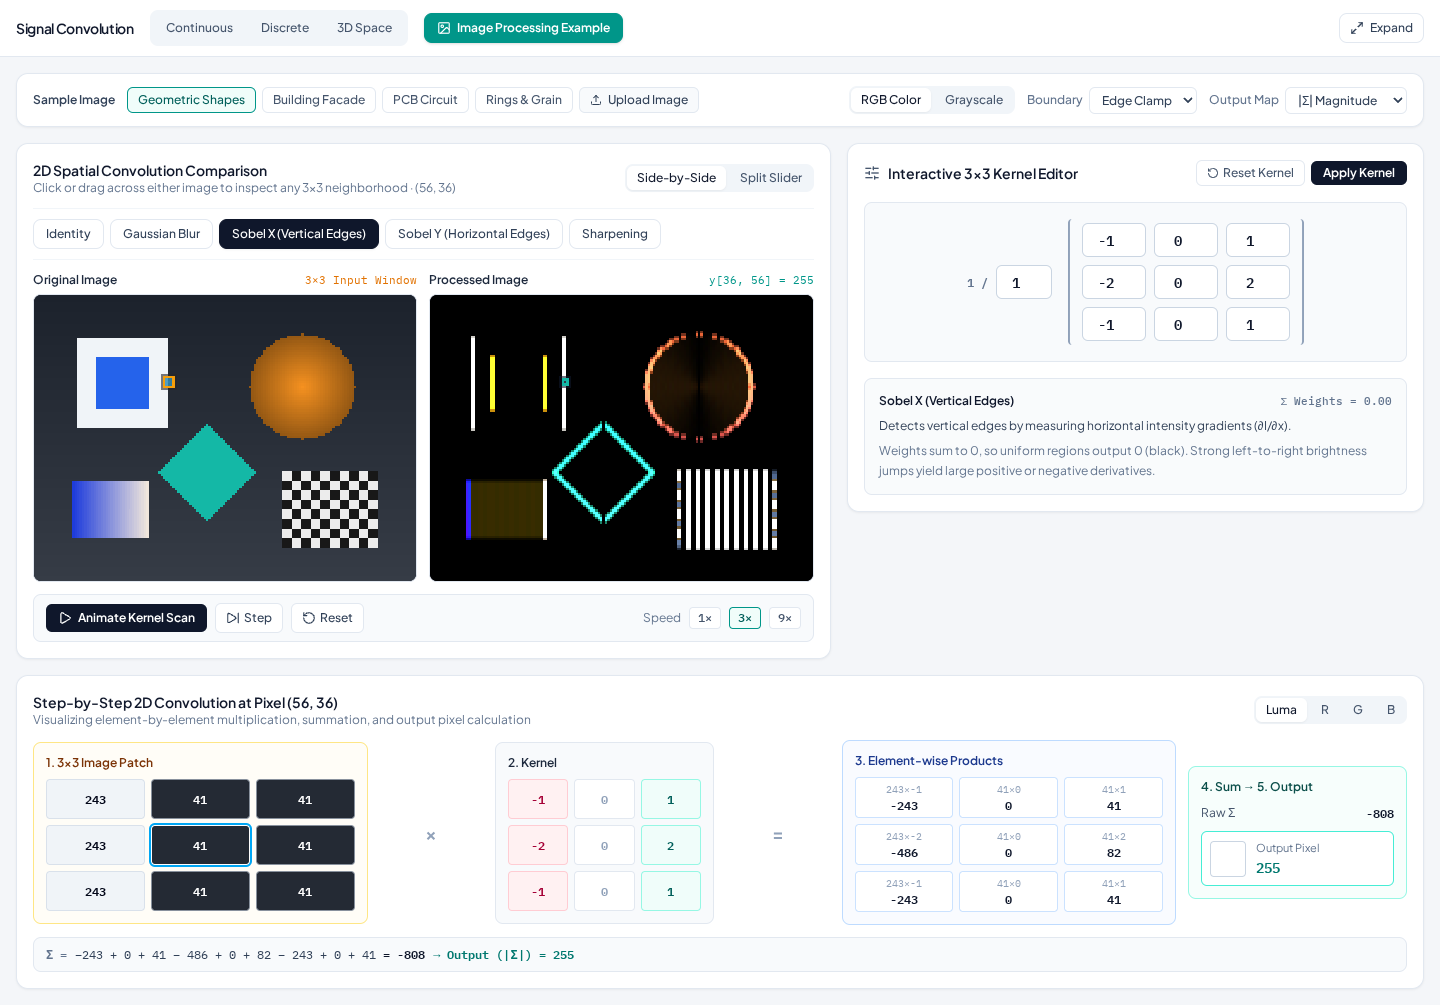 Signal Convolution Continuous Discrete 3D Space Image Processing Example Expand
Sample Image Geometric Shapes Building Facade PCB Circuit Rings & Grain Upload Image RGB Color Grayscale Boundary Edge Clamp Output Map |Σ| Magnitude
2D Spatial Convolution Comparison
Click or drag across either image to inspect any 3×3 neighborhood · (56, 36)
Side-by-Side Split Slider
Identity Gaussian Blur Sobel X (Vertical Edges) Sobel Y (Horizontal Edges) Sharpening
Original Image 3×3 Input Window Processed Image y[36, 56] = 255
Animate Kernel Scan Step Reset Speed 1× 3× 9×
Interactive 3×3 Kernel Editor Reset Kernel Apply Kernel
-1 0 1
1 / 1 -2 0 2
-1 0 1
Sobel X (Vertical Edges) Σ Weights = 0.00
Detects vertical edges by measuring horizontal intensity gradients (∂I/∂x).
Weights sum to 0, so uniform regions output 0 (black). Strong left-to-right brightness
jumps yield large positive or negative derivatives.
Step-by-Step 2D Convolution at Pixel (56, 36)
Visualizing element-by-element multiplication, summation, and output pixel calculation
Luma R G B
1. 3×3 Image Patch
243 41 41
243 41 41
243 41 41
×
2. Kernel
-1 0 1
-2 0 2
-1 0 1
=
3. Element-wise Products
243×-1 41×0 41×1
-243 0 41
243×-2 41×0 41×2
-486 0 82
243×-1 41×0 41×1
-243 0 41
4. Sum → 5. Output
Raw Σ -808
Output Pixel
255
Σ = −243 + 0 + 41 − 486 + 0 + 82 − 243 + 0 + 41 = -808 → Output (|Σ|) = 255